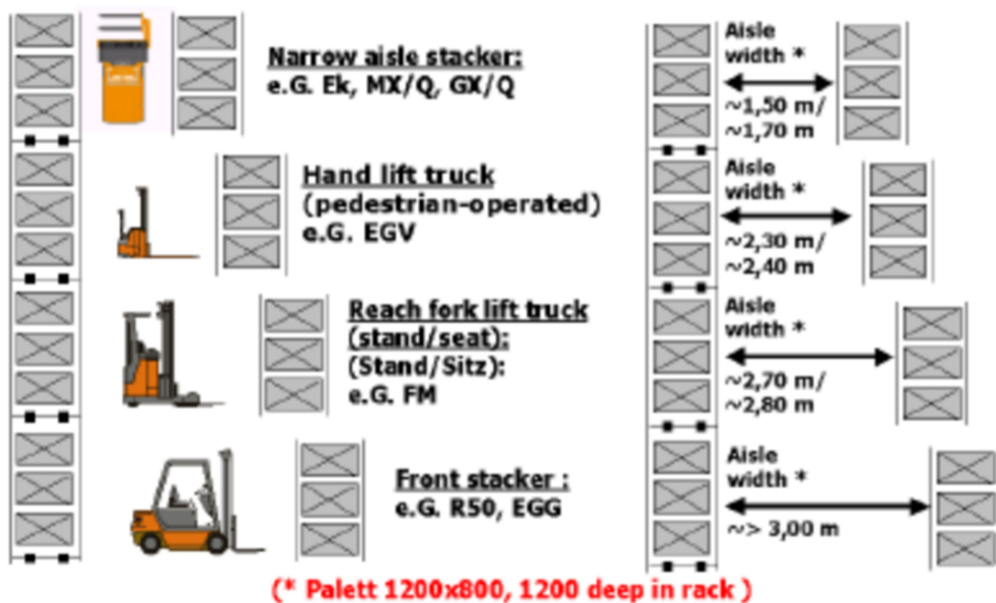 Narrow aisle stacker:
e.G. Ek, MX/Q, GX/Q
Hand lift truck
(pedestrian-operated)
e.G. EGV
Reach fork lift truck
(stand/seat):
(Stand/Sitz):
e.G. FM
Front stacker :
e.G. R50, EGG
Aisle
width *
~1,50 m/
~1,70 m
Aisle
width *
~2,30 m/
~2,40 m
Aisle
width *
~2,70 m/
~2,80 m
Aisle
width *
~> 3,00 m
(* Palett 1200x800, 1200 deep in rack )